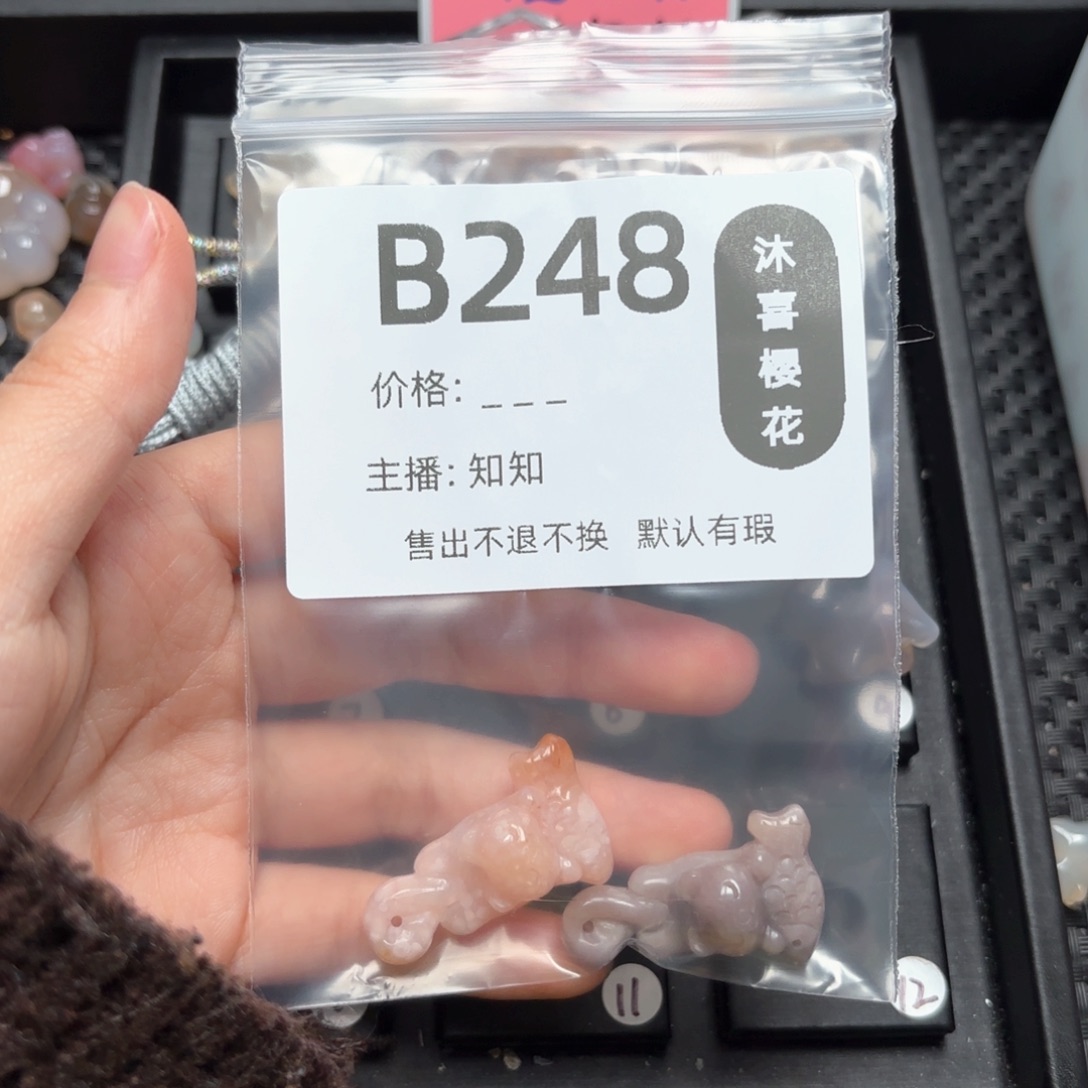 B248
沐喜樱花
价格: _ _ _
主播: 知知
售出不退不换 默认有瑕
11
12